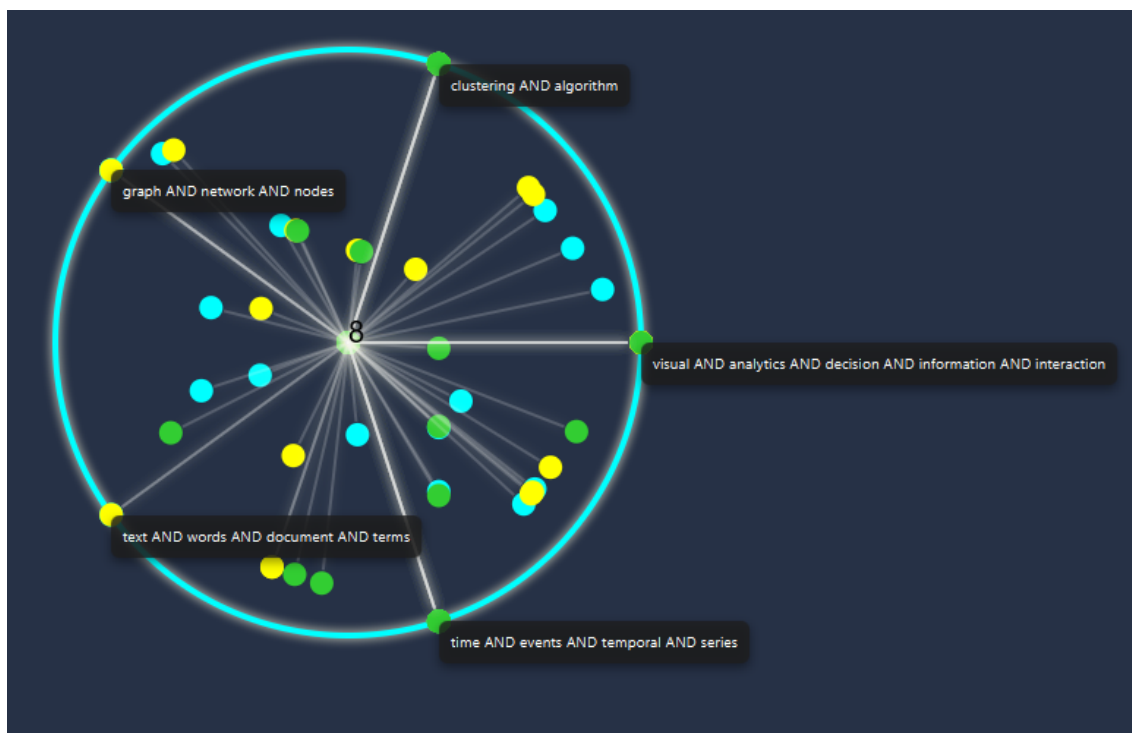 clustering AND algorithm
graph AND network AND nodes
8
visual AND analytics AND decision AND information AND interaction
text AND words AND document AND terms
time AND events AND temporal AND series